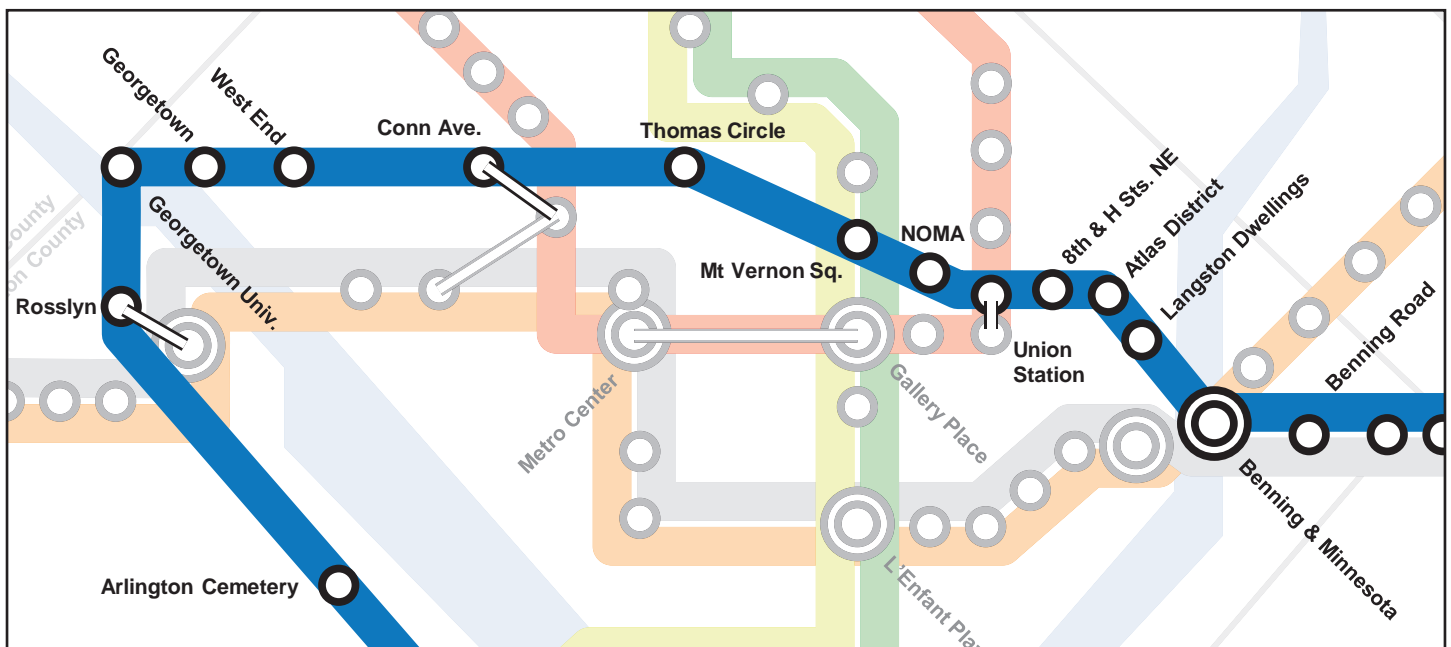 Georgetown
West End
Conn Ave.
Thomas Circle
8th & H Sts. NE
Atlas District
Langston Dwellings
Georgetown Univ.
County
County
NOMA
Mt Vernon Sq.
Rosslyn
Benning Road
Union
Station
Metro Center
Gallery Place
Benning & Minnesota
Arlington Cemetery
L'Enfant